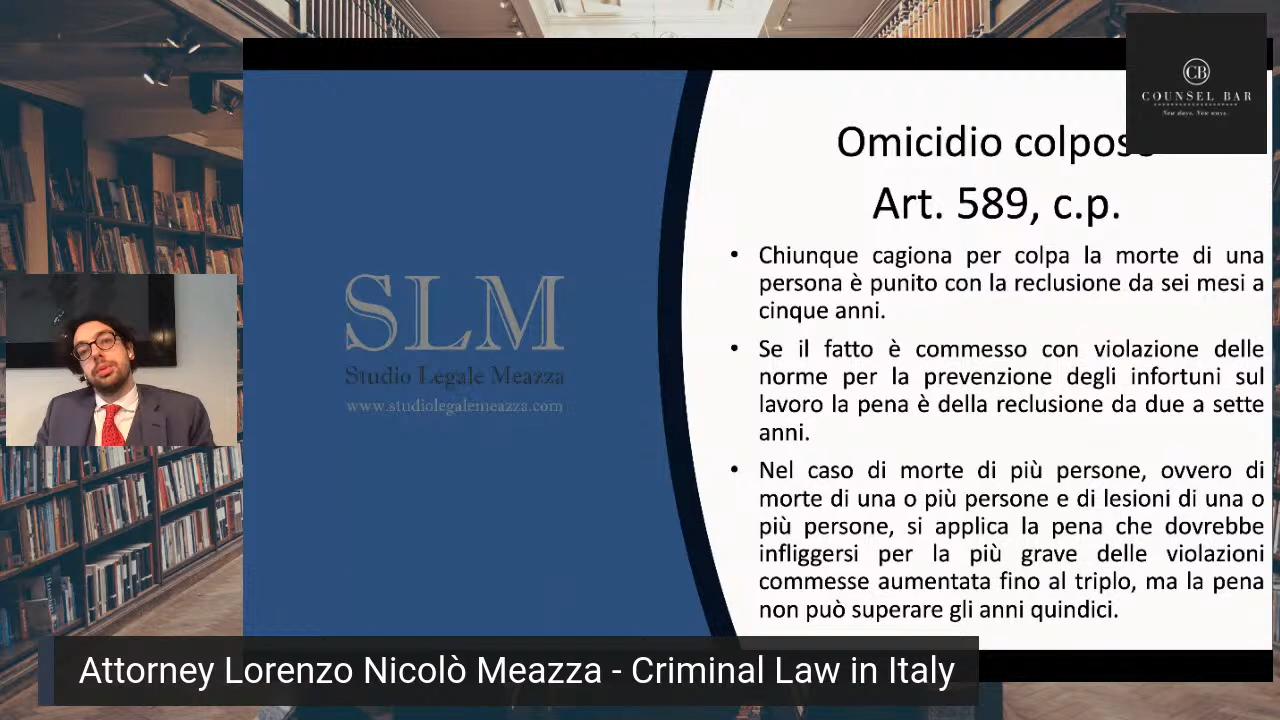 CB
COUNSEL BAR
New days. New ways.
Omicidio colposo
Art. 589, c.p.
• Chiunque cagiona per colpa la morte di una
persona è punito con la reclusione da sei mesi a
cinque anni.
• Se il fatto è commesso con violazione delle
norme per la prevenzione degli infortuni sul
lavoro la pena è della reclusione da due a sette
anni.
• Nel caso di morte di più persone, ovvero di
morte di una o più persone e di lesioni di una o
più persone, si applica la pena che dovrebbe
infliggersi per la più grave delle violazioni
commesse aumentata fino al triplo, ma la pena
non può superare gli anni quindici.
SLM
Studio Legale Meazza
www.studiolegalemeazza.com
Attorney Lorenzo Nicolò Meazza - Criminal Law in Italy